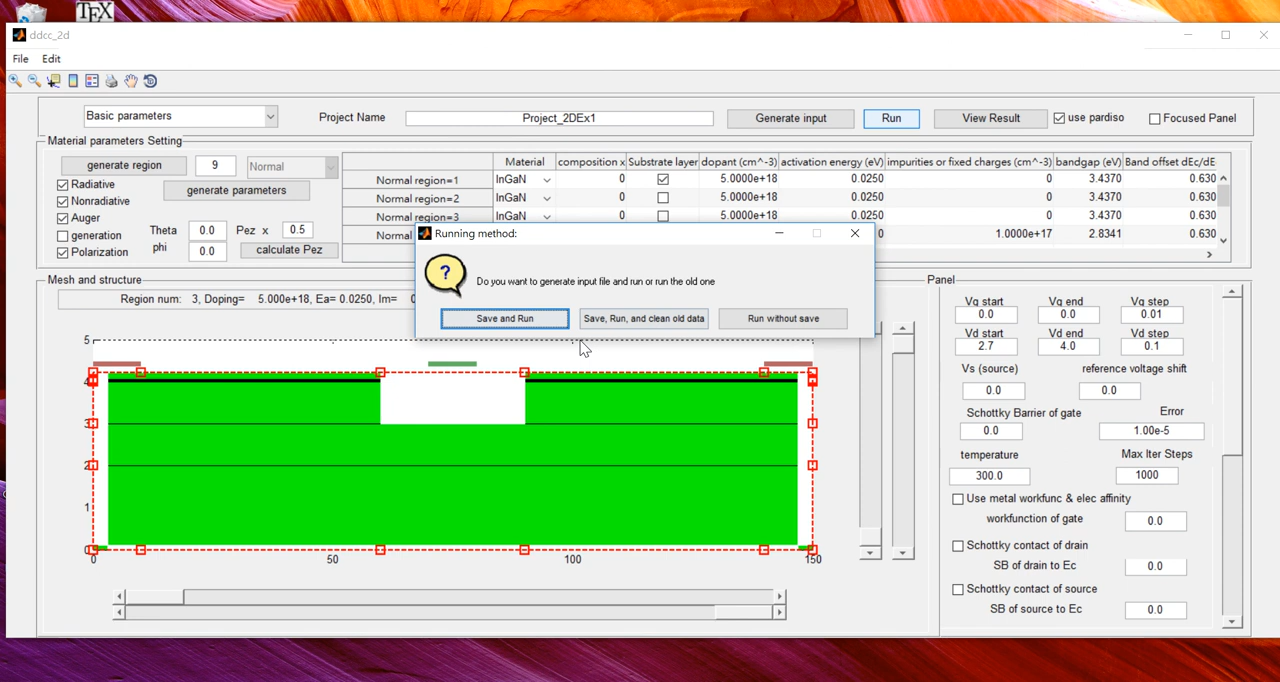 TEX
ddcc_2d
File Edit
Basic parameters Project Name Project_2DEx1 Generate input Run View Result use pardiso Focused Panel
Material parameters Setting
generate region 9 Normal
Radiative generate parameters
Nonradiative
Auger
generation Theta 0.0 Pez x 0.5
Polarization phi 0.0 calculate Pez
Material composition x Substrate layer dopant (cm^-3) activation energy (eV) impurities or fixed charges (cm^-3) bandgap (eV) Band offset dEc/dE
Normal region=1 InGaN 0 5.0000e+18 0.0250 0 3.4370 0.630
Normal region=2 InGaN 0 5.0000e+18 0.0250 0 3.4370 0.630
Normal region=3 InGaN 0 5.0000e+18 0.0250 0 3.4370 0.630
Normal 0 1.0000e+17 2.8341 0.630
Running method:
Do you want to generate input file and run or run the old one
Save and Run Save, Run, and clean old data Run without save
Mesh and structure
Region num: 3, Doping= 5.000e+18, Ea= 0.0250, Im= 0
5
4
3
2
1
0
0 50 100 150
Panel
Vg start Vg end Vg step
0.0 0.0 0.01
Vd start Vd end Vd step
2.7 4.0 0.1
Vs (source) reference voltage shift
0.0 0.0
Schottky Barrier of gate Error
0.0 1.00e-5
temperature Max Iter Steps
300.0 1000
Use metal workfunc & elec affinity
workfunction of gate 0.0
Schottky contact of drain
SB of drain to Ec 0.0
Schottky contact of source
SB of source to Ec 0.0